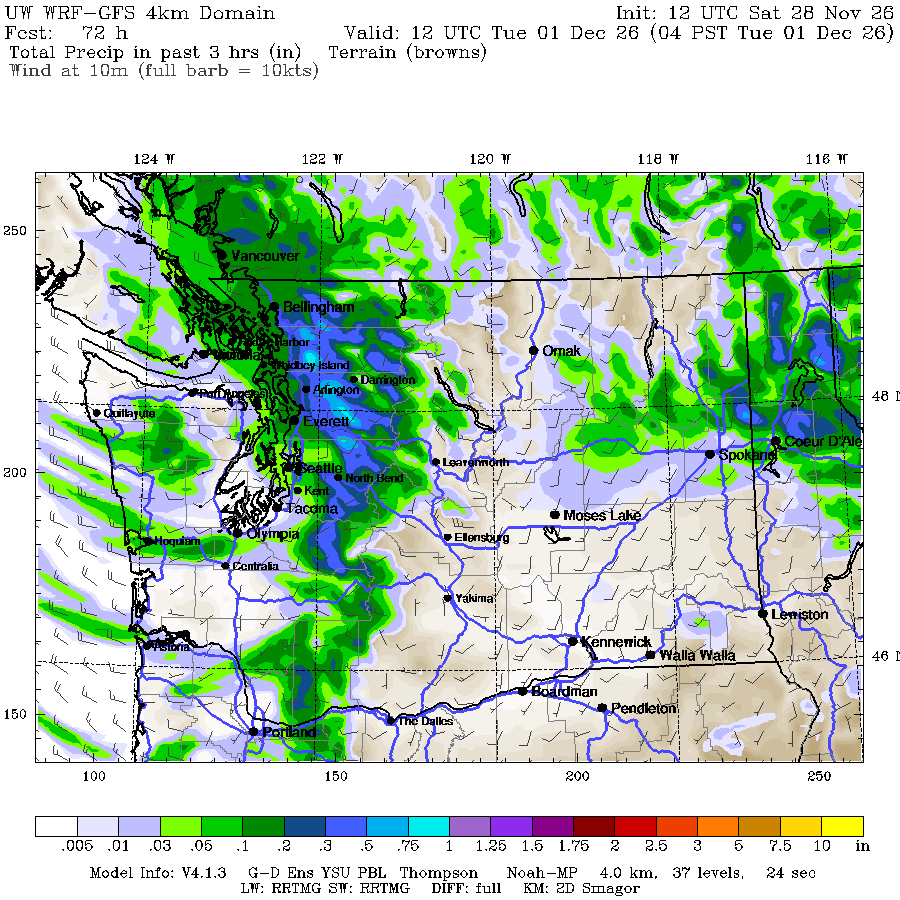 UW WRF-GFS 4km Domain Init: 12 UTC Sat 28 Nov 26
Fcst: 72 h Valid: 12 UTC Tue 01 Dec 26 (04 PST Tue 01 Dec 26)
Total Precip in past 3 hrs (in) Terrain (browns)
Wind at 10m (full barb = 10kts)
124 W 122 W 120 W 118 W 116 W
250
Vancouver
Bellingham
Harbor
Omak
Whidbey Island
Darrington
Port Angeles
Arlington
48 N
Quillayute
Everett
Coeur D'Ale
Spokane
Leavenworth
200
Seattle
North Bend
Kent
Tacoma
Moses Lake
Olympia
Hoquiam
Ellensburg
Centralia
Yakima
Lewiston
Astoria
Kennewick
Walla Walla
46 N
Boardman
Pendleton
150
The Dalles
Portland
100 150 200 250
.005 .01 .03 .05 .1 .2 .3 .5 .75 1 1.25 1.5 1.75 2 2.5 3 5 7.5 10 in
Model Info: V4.1.3 G-D Ens YSU PBL Thompson Noah-MP 4.0 km, 37 levels, 24 sec
LW: RRTMG SW: RRTMG DIFF: full KM: 2D Smagor